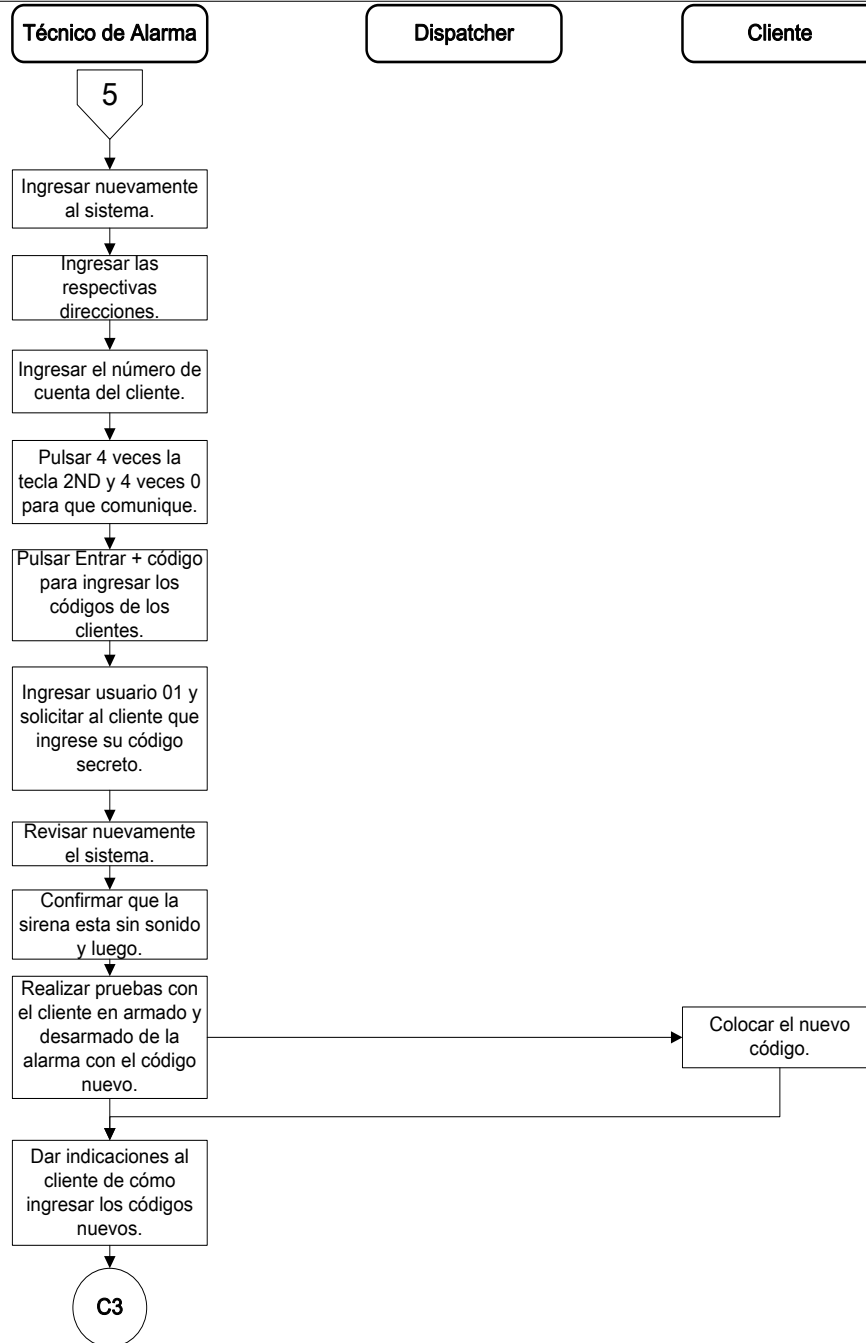 Técnico de Alarma
Dispatcher
Cliente
5
Ingresar nuevamente
al sistema.
Ingresar las
respectivas
direcciones.
Ingresar el número de
cuenta del cliente.
Pulsar 4 veces la
tecla 2ND y 4 veces 0
para que comunique.
Pulsar Entrar + código
para ingresar los
códigos de los
clientes.
Ingresar usuario 01 y
solicitar al cliente que
ingrese su código
secreto.
Revisar nuevamente
el sistema.
Confirmar que la
sirena esta sin sonido
y luego.
Realizar pruebas con
el cliente en armado y
desarmado de la
alarma con el código
nuevo.
Colocar el nuevo
código.
Dar indicaciones al
cliente de cómo
ingresar los códigos
nuevos.
C3